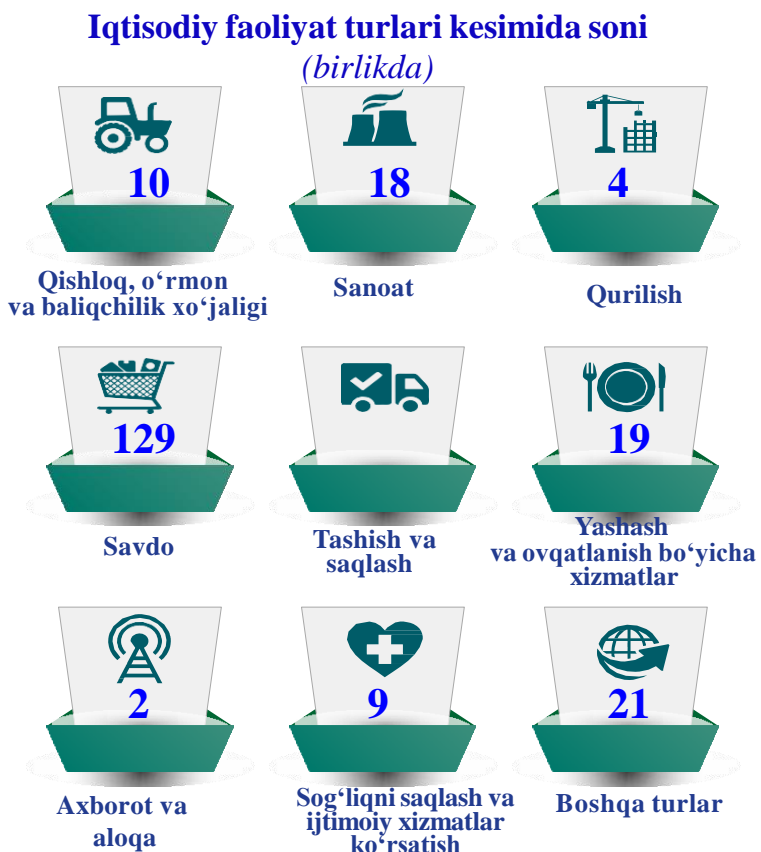 Iqtisodiy faoliyat turlari kesimida soni
(birlikda)
10
18
4
Qishloq, o‘rmon
va baliqchilik xo‘jaligi
Sanoat
Qurilish
129
19
Savdo
Tashish va
saqlash
Yashash
va ovqatlanish bo‘yicha
xizmatlar
2
9
21
Axborot va
aloqa
Sog‘liqni saqlash va
ijtimoiy xizmatlar
ko‘rsatish
Boshqa turlar